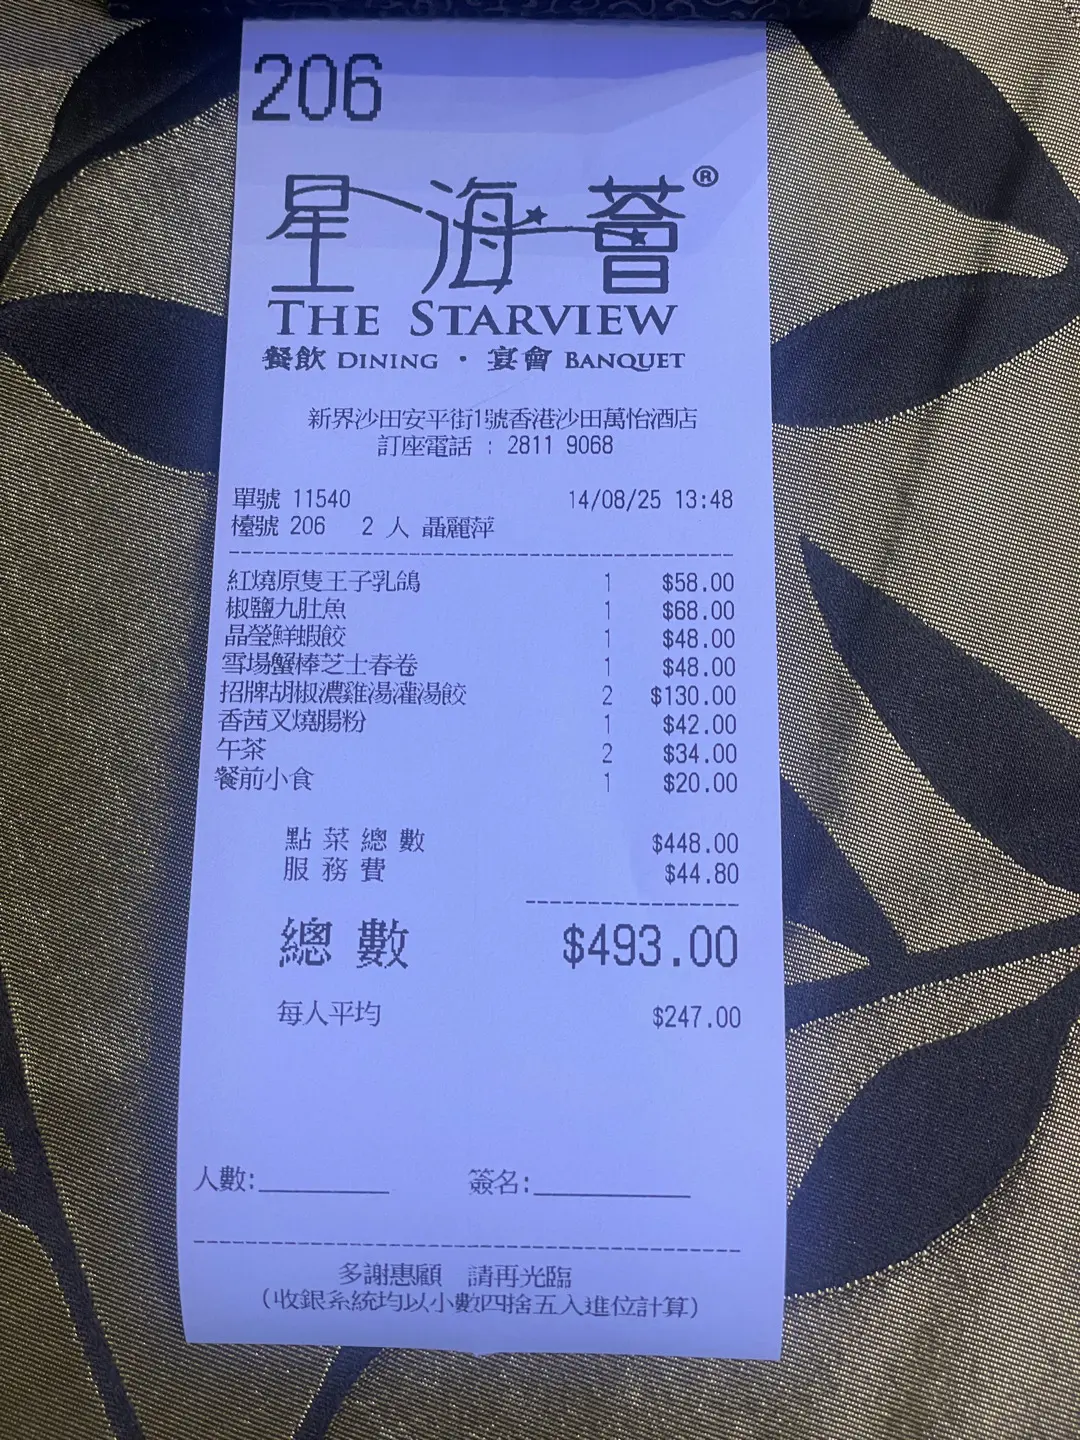 206
星海薈®
THE STARVIEW
餐飲 DINING · 宴會 BANQUET
新界沙田安平街1號香港沙田萬怡酒店
訂座電話 : 2811 9068
單號 11540 14/08/25 13:48
檯號 206 2 人 聶麗萍
紅燒原隻王子乳鴿 1 $58.00
椒鹽九肚魚 1 $68.00
晶瑩鮮蝦餃 1 $48.00
雪場蟹棒芝士春卷 1 $48.00
招牌胡椒濃雞湯灌湯餃 2 $130.00
香茜叉燒腸粉 1 $42.00
午茶 2 $34.00
餐前小食 1 $20.00
點菜總數 $448.00
服務費 $44.80
總數 $493.00
每人平均 $247.00
人數:________ 簽名:__________
多謝惠顧 請再光臨
(收銀系統均以小數四捨五入進位計算)